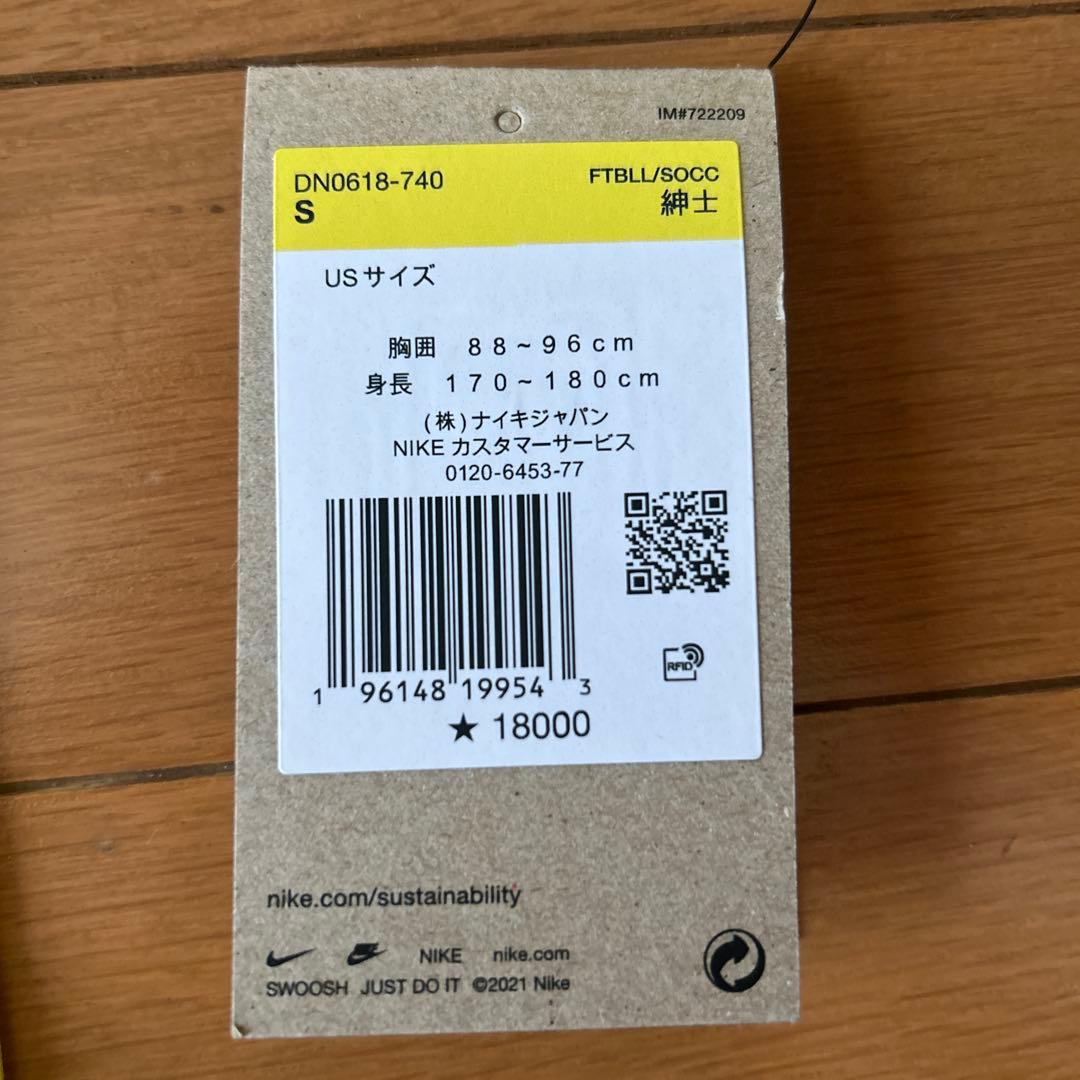 IM#722209
DN0618-740
FTBLL/SOCC
S
紳士
USサイズ
胸囲 88~96cm
身長 170~180cm
(株)ナイキジャパン
NIKE カスタマーサービス
0120-6453-77
RFID
1 96148 19954 3
★ 18000
nike.com/sustainability
NIKE nike.com
SWOOSH JUST DO IT ©2021 Nike